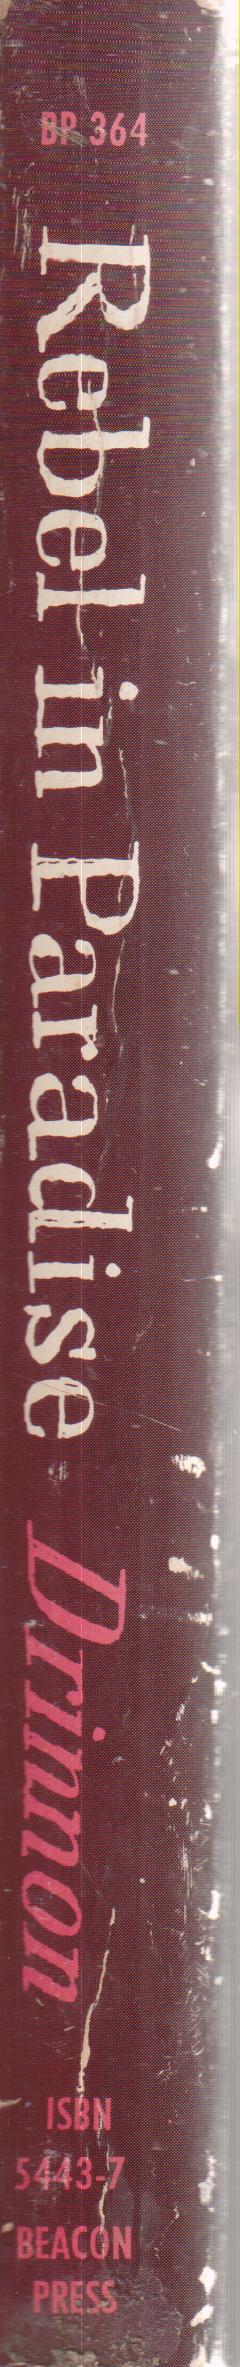 BP 364
Rebel in Paradise Drinnon
ISBN
5443-7
BEACON
PRESS